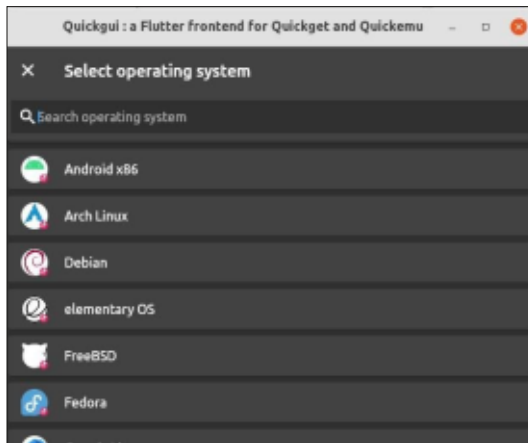 Quickgui : a Flutter frontend for Quickget and Quickemu
Select operating system
Search operating system
Android x86
Arch Linux
Debian
elementary OS
FreeBSD
Fedora